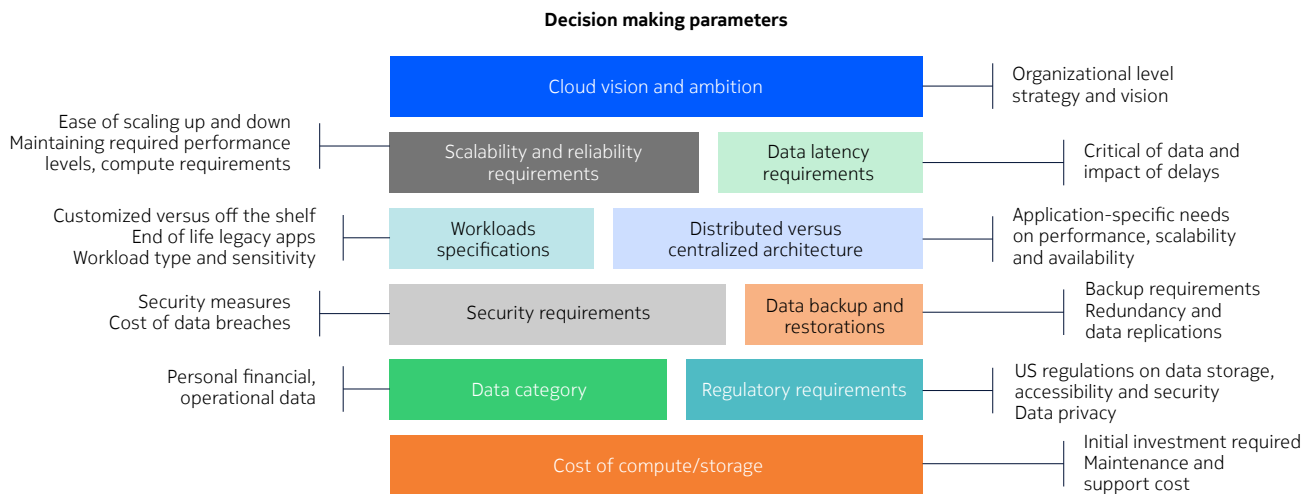 Decision making parameters
Cloud vision and ambition
Organizational level
strategy and vision
Ease of scaling up and down
Maintaining required performance
levels, compute requirements
Scalability and reliability
requirements
Data latency
requirements
Critical of data and
impact of delays
Customized versus off the shelf
End of life legacy apps
Workload type and sensitivity
Workloads
specifications
Distributed versus
centralized architecture
Application-specific needs
on performance, scalability
and availability
Security measures
Cost of data breaches
Security requirements
Data backup and
restorations
Backup requirements
Redundancy and
data replications
Personal financial,
operational data
Data category
Regulatory requirements
US regulations on data storage,
accessibility and security
Data privacy
Cost of compute/storage
Initial investment required
Maintenance and
support cost